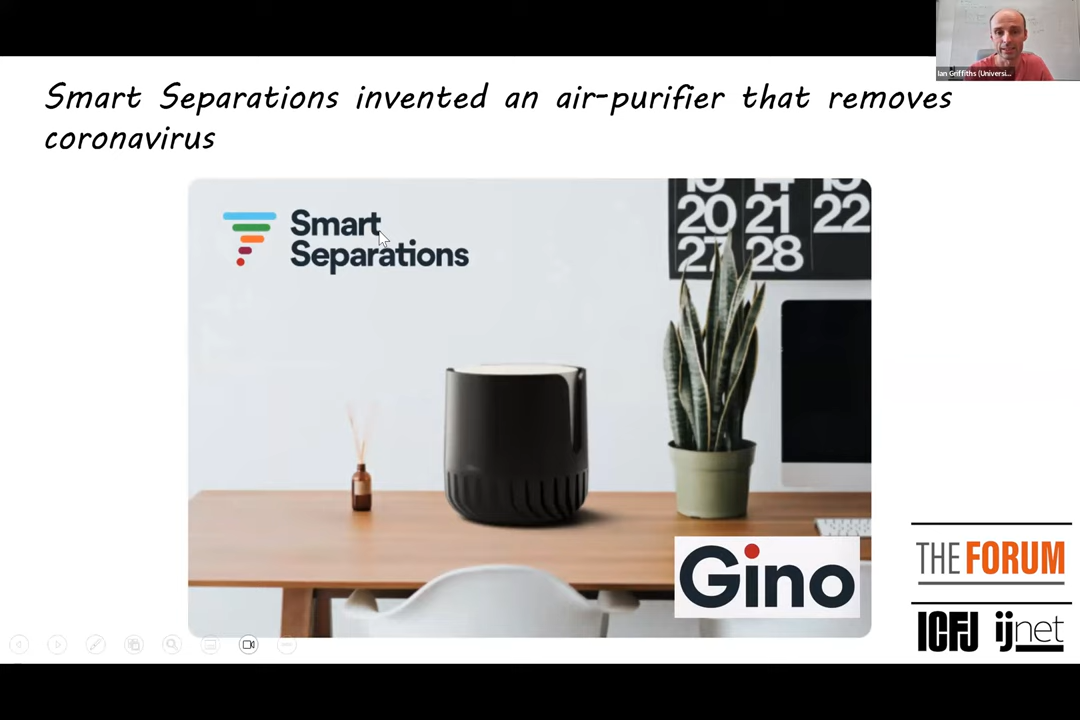 Ian Griffiths (Universi...
Smart Separations invented an air-purifier that removes
coronavirus
Smart
Separations
20 21 22
27 28
Gino
THE FORUM
ICFJ ijnet